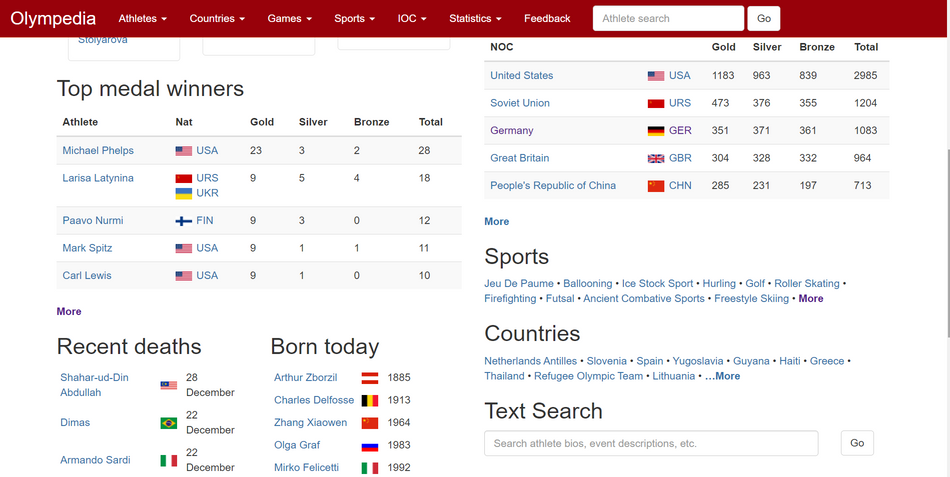 Olympedia Athletes Countries Games Sports IOC Statistics Feedback Athlete search Go
Stolyarova
Top medal winners
Athlete Nat Gold Silver Bronze Total
Michael Phelps USA 23 3 2 28
Larisa Latynina URS 9 5 4 18
UKR
Paavo Nurmi FIN 9 3 0 12
Mark Spitz USA 9 1 1 11
Carl Lewis USA 9 1 0 10
More
Recent deaths
Shahar-ud-Din 28
Abdullah December
Dimas 22
December
Armando Sardi 22
December
Born today
Arthur Zborzil 1885
Charles Delfosse 1913
Zhang Xiaowen 1964
Olga Graf 1983
Mirko Felicetti 1992
NOC Gold Silver Bronze Total
United States USA 1183 963 839 2985
Soviet Union URS 473 376 355 1204
Germany GER 351 371 361 1083
Great Britain GBR 304 328 332 964
People's Republic of China CHN 285 231 197 713
More
Sports
Jeu De Paume • Ballooning • Ice Stock Sport • Hurling • Golf • Roller Skating •
Firefighting • Futsal • Ancient Combative Sports • Freestyle Skiing • More
Countries
Netherlands Antilles • Slovenia • Spain • Yugoslavia • Guyana • Haiti • Greece •
Thailand • Refugee Olympic Team • Lithuania • …More
Text Search
Search athlete bios, event descriptions, etc. Go